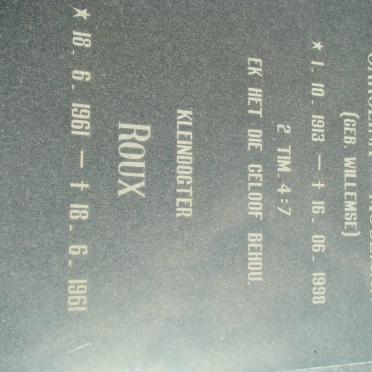 (GEB. WILLEMSE)
★ 1. 10. 1913 — † 16. 06. 1998
2 TIM. 4:7
EK HET DIE GELOOF BEHOU.
KLEINDOGTER
ROUX
★ 18. 6. 1961 — † 18. 6. 1961